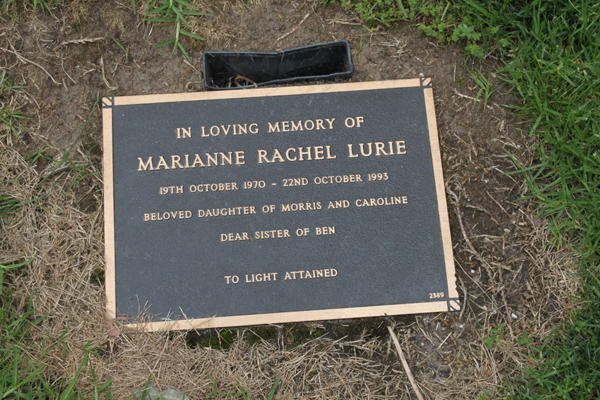 IN LOVING MEMORY OF
MARIANNE RACHEL LURIE
19TH OCTOBER 1970 - 22ND OCTOBER 1993
BELOVED DAUGHTER OF MORRIS AND CAROLINE
DEAR SISTER OF BEN
TO LIGHT ATTAINED
2389